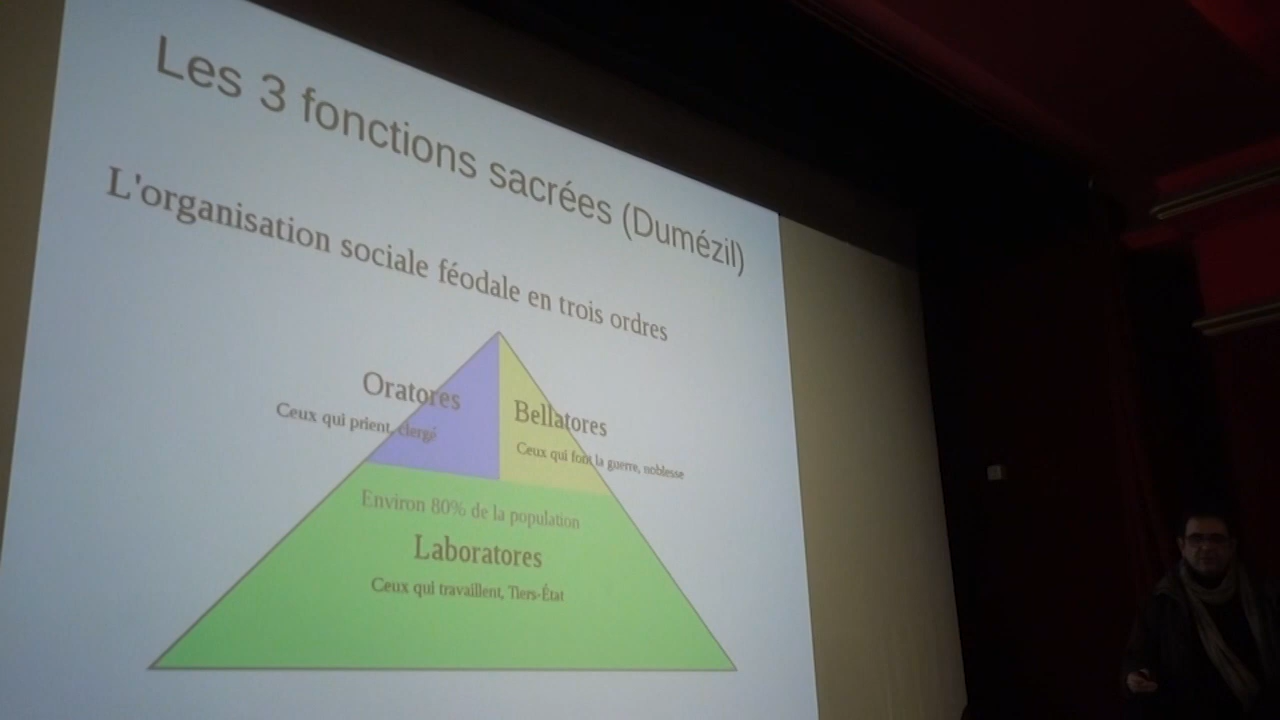 Les 3 fonctions sacrées (Dumézil)
L'organisation sociale féodale en trois ordres
Oratores
Ceux qui prient, clergé
Bellatores
Ceux qui font la guerre, noblesse
Environ 80% de la population
Laboratores
Ceux qui travaillent, Tiers-État